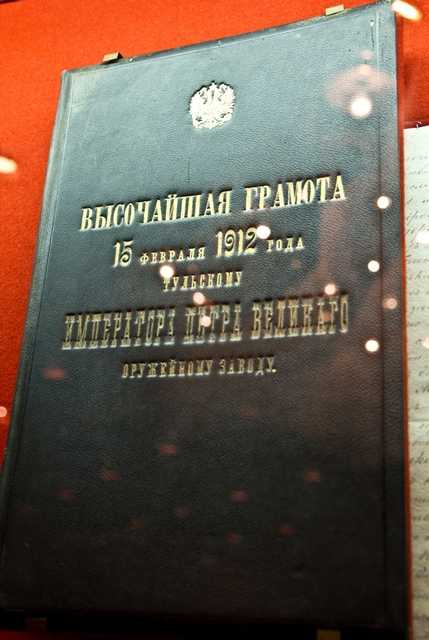 ВЫСОЧАЙШАЯ ГРАМОТА
15 ФЕВРАЛЯ 1912 ГОДА
ТУЛЬСКОМУ
ИМПЕРАТОРА ПЕТРА ВЕЛИКАГО
ОРУЖЕЙНОМУ ЗАВОДУ.